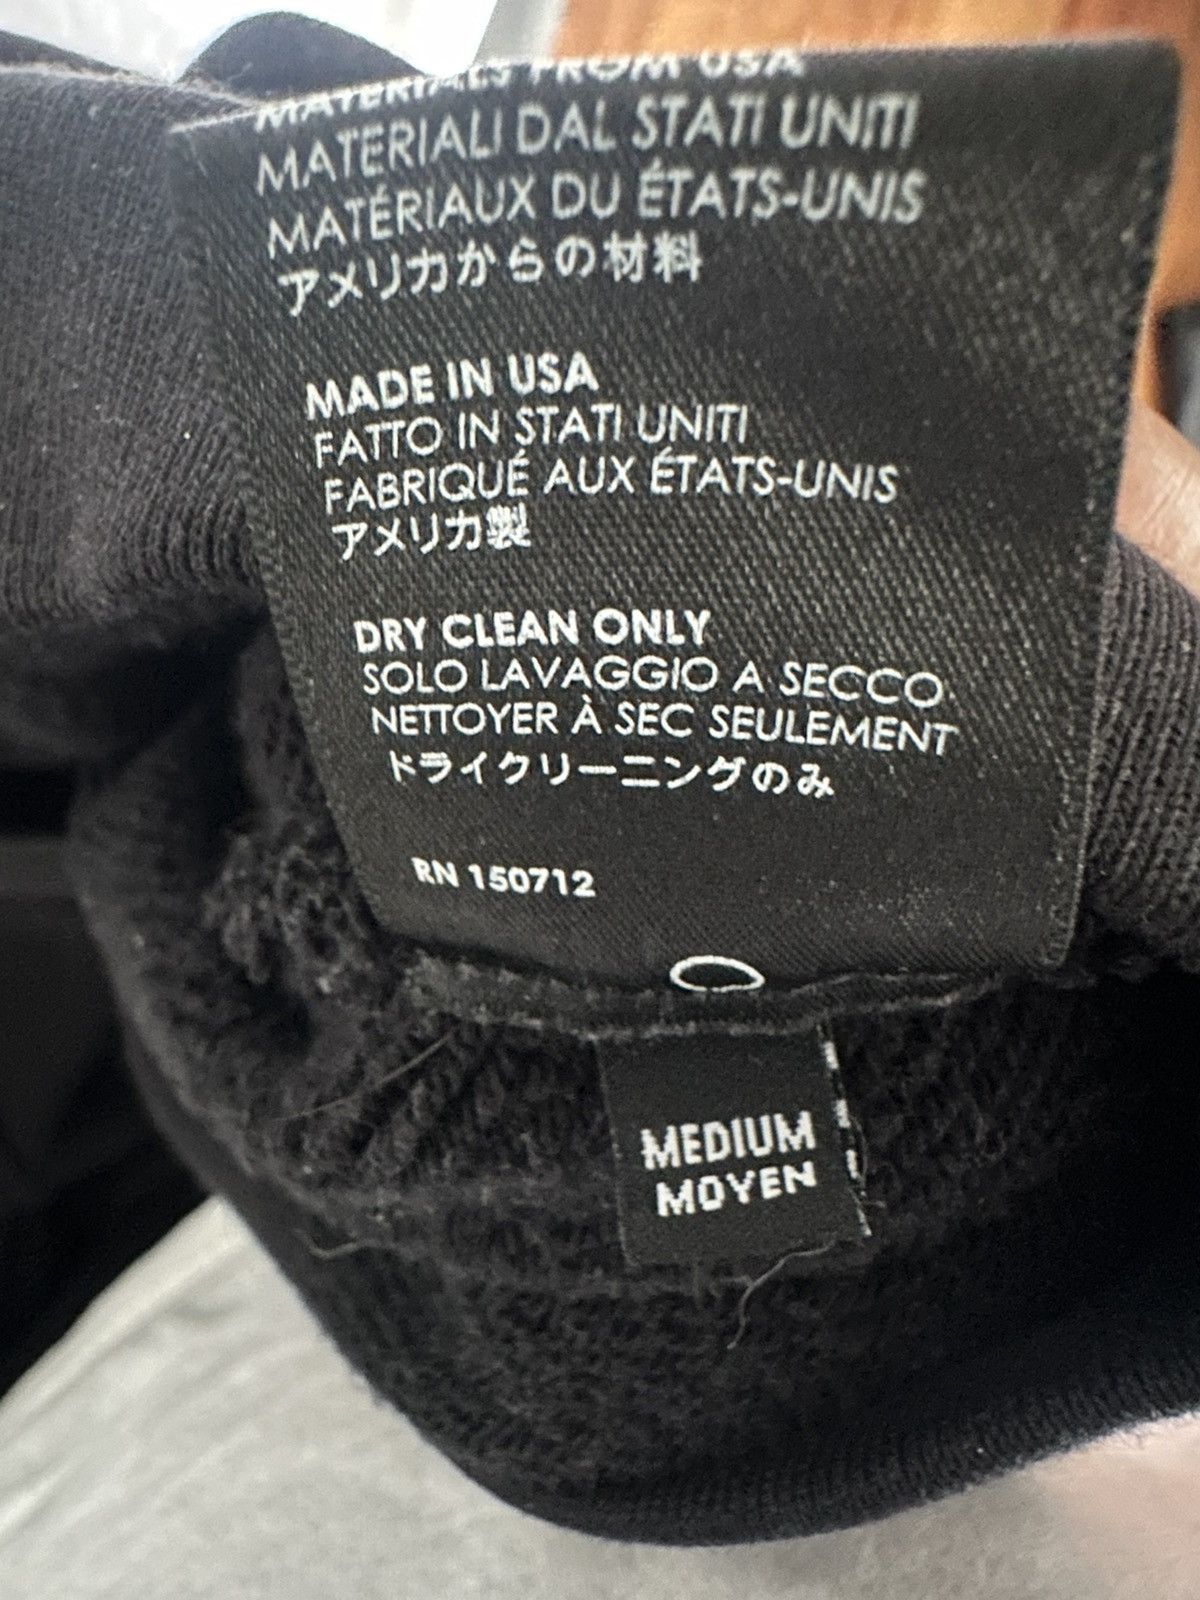 MATERIALS FROM USA
MATERIALI DAL STATI UNITI
MATÉRIAUX DU ÉTATS-UNIS
アメリカからの材料
MADE IN USA
FATTO IN STATI UNITI
FABRIQUÉ AUX ÉTATS-UNIS
アメリカ製
DRY CLEAN ONLY
SOLO LAVAGGIO A SECCO
NETTOYER À SEC SEULEMENT
ドライクリーニングのみ
RN 150712
MEDIUM
MOYEN